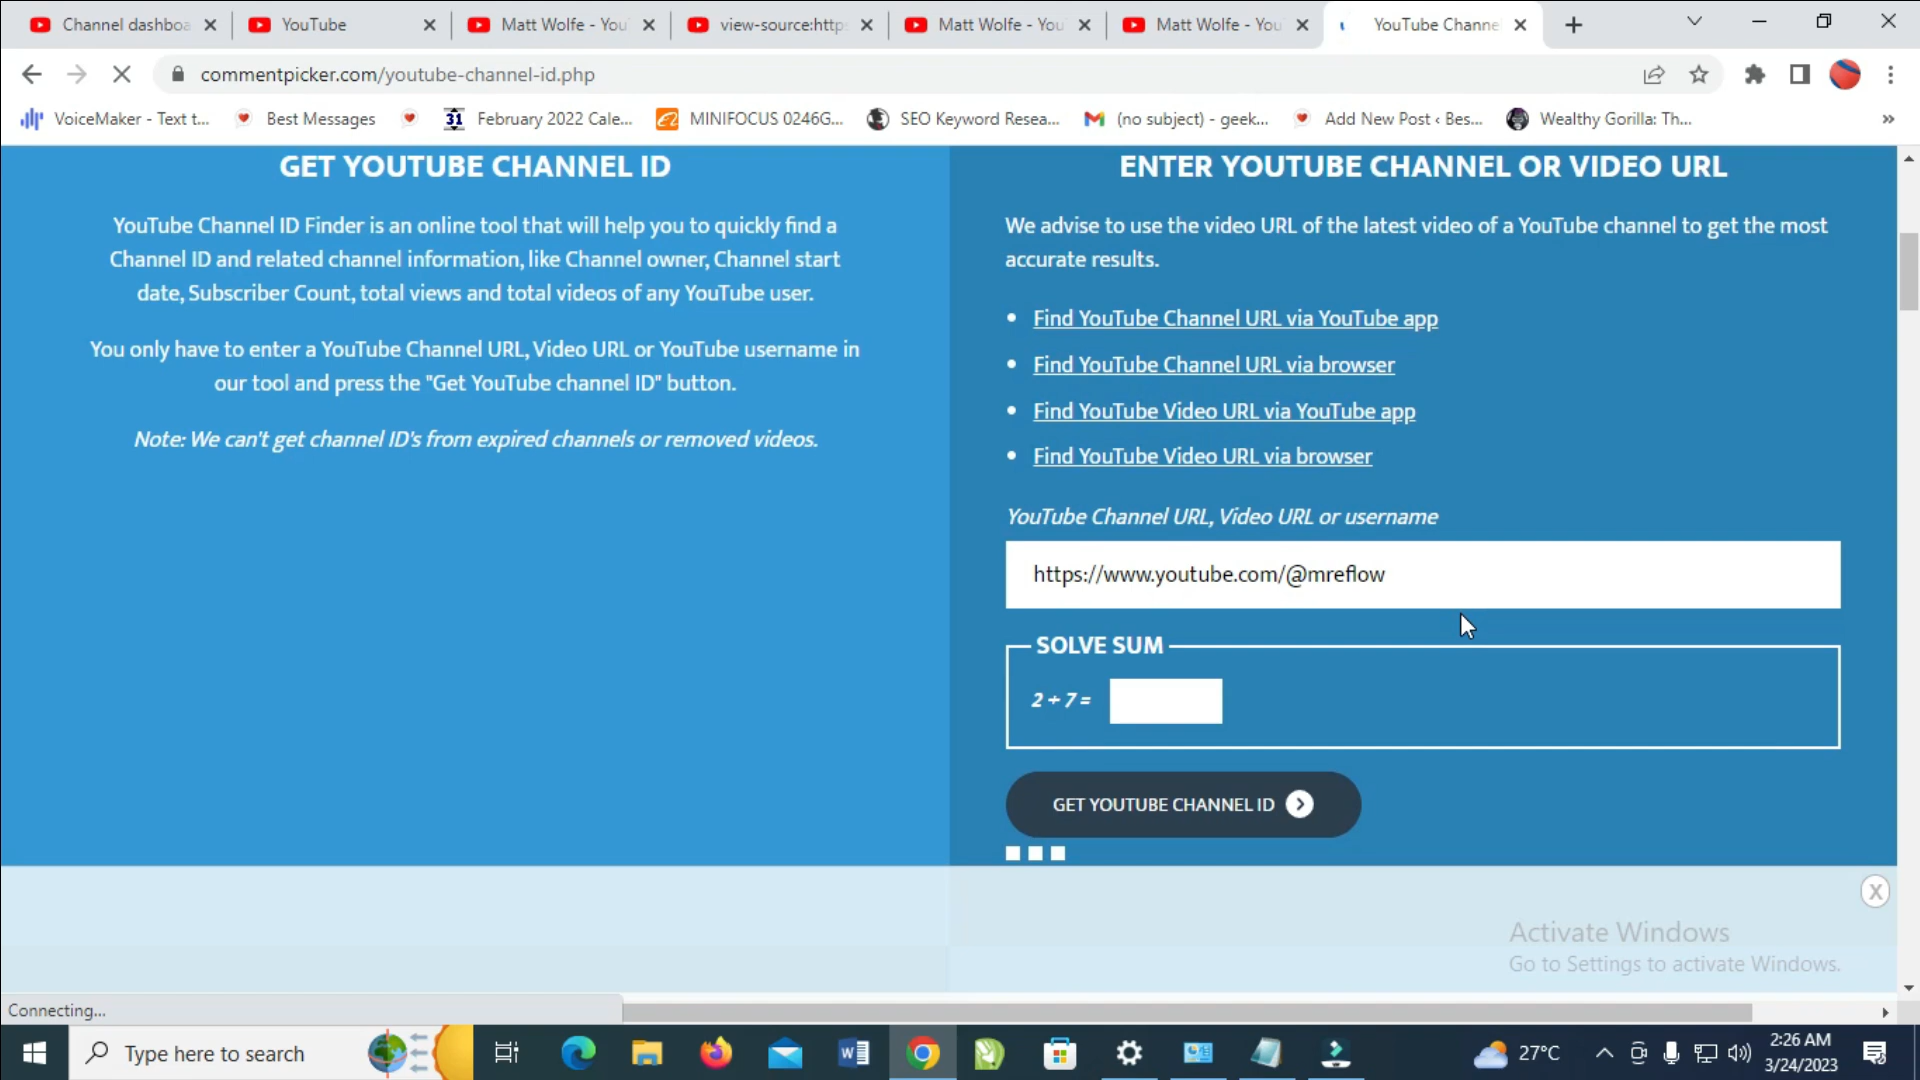 Channel dashboa
YouTube
Matt Wolfe - You
view-source:http
Matt Wolfe - You
Matt Wolfe - You
YouTube Channe
commentpicker.com/youtube-channel-id.php
VoiceMaker - Text t...
Best Messages
31
February 2022 Cale...
MINIFOCUS 0246G...
SEO Keyword Resea...
(no subject) - geek...
Add New Post ‹ Bes...
Wealthy Gorilla: Th...
»
GET YOUTUBE CHANNEL ID
YouTube Channel ID Finder is an online tool that will help you to quickly find a
Channel ID and related channel information, like Channel owner, Channel start
date, Subscriber Count, total views and total videos of any YouTube user.
You only have to enter a YouTube Channel URL, Video URL or YouTube username in
our tool and press the "Get YouTube channel ID" button.
Note: We can't get channel ID's from expired channels or removed videos.
ENTER YOUTUBE CHANNEL OR VIDEO URL
We advise to use the video URL of the latest video of a YouTube channel to get the most
accurate results.
• Find YouTube Channel URL via YouTube app
• Find YouTube Channel URL via browser
• Find YouTube Video URL via YouTube app
• Find YouTube Video URL via browser
YouTube Channel URL, Video URL or username
https://www.youtube.com/@mreflow
SOLVE SUM
2 + 7 =
GET YOUTUBE CHANNEL ID
X
Activate Windows
Go to Settings to activate Windows.
Connecting...
Type here to search
27°C
2:26 AM
3/24/2023